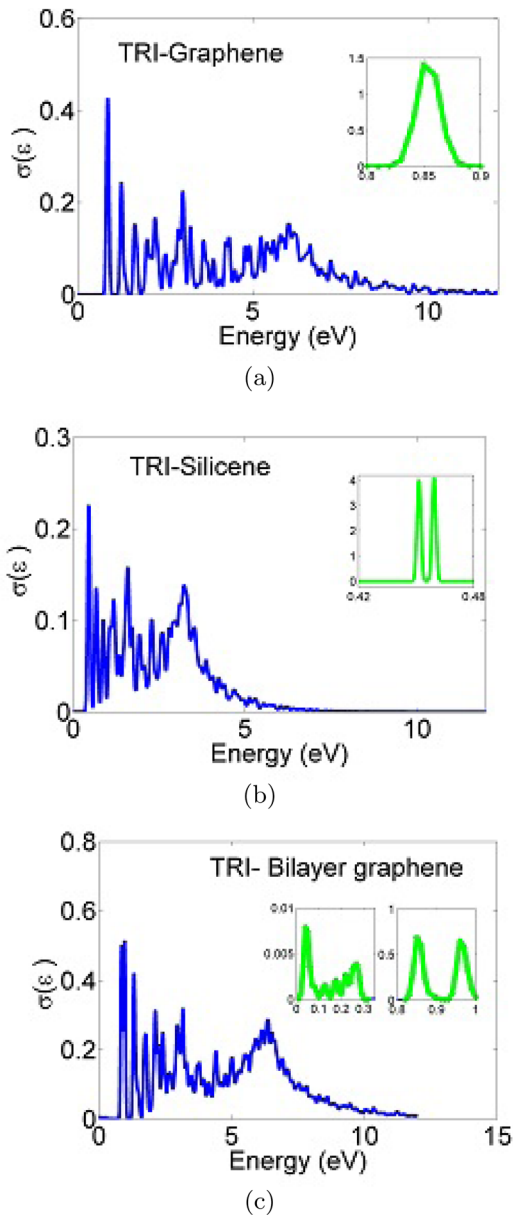 TRI-Graphene
0.6
0.4
0.2
0
σ(ε )
0 5 10
Energy (eV)
1.5
1
0.5
0
0.8 0.85 0.9
(a)
TRI-Silicene
0.3
0.2
0.1
0
σ(ε )
0 5 10
Energy (eV)
4
3
2
1
0
0.42 0.48
(b)
TRI- Bilayer graphene
0.8
0.6
0.4
0.2
0
σ(ε )
0 5 10 15
Energy (eV)
0.01
0.005
0
0 0.1 0.2 0.3
1
0.5
0
0.8 0.9 1
(c)